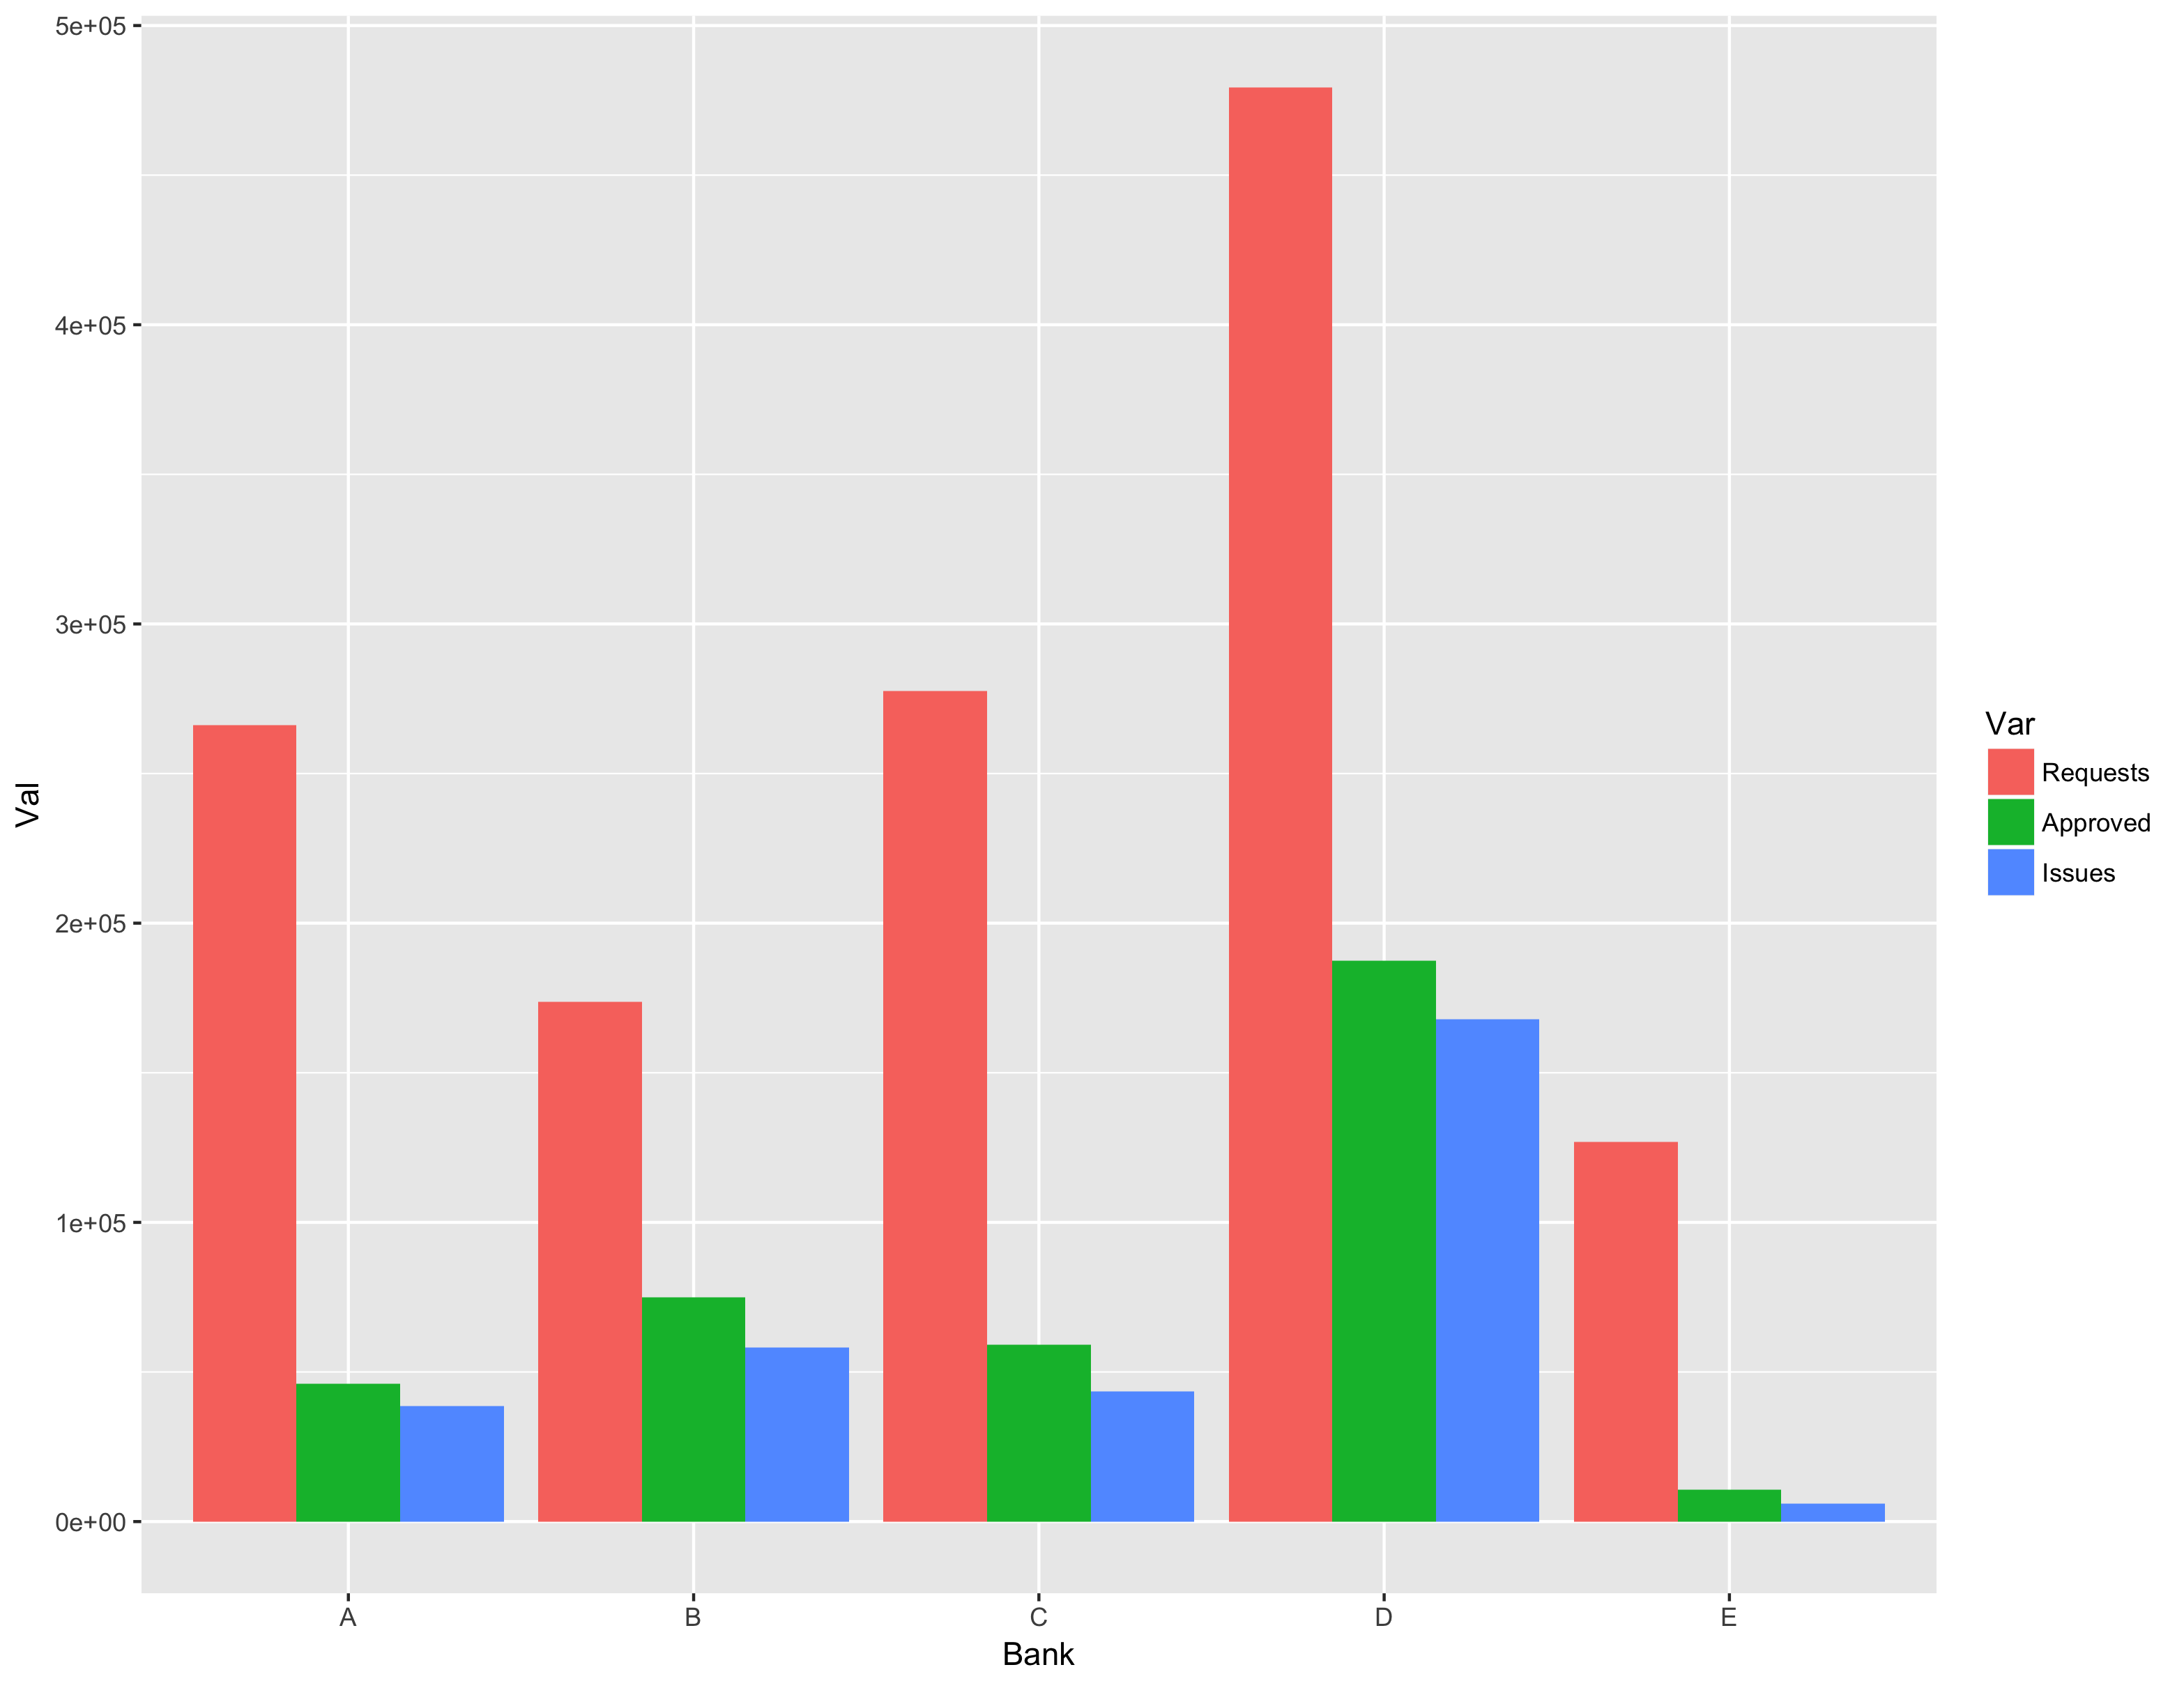 5e+05
4e+05
3e+05
2e+05
1e+05
0e+00
Val
A B C D E
Bank
Var
Requests
Approved
Issues